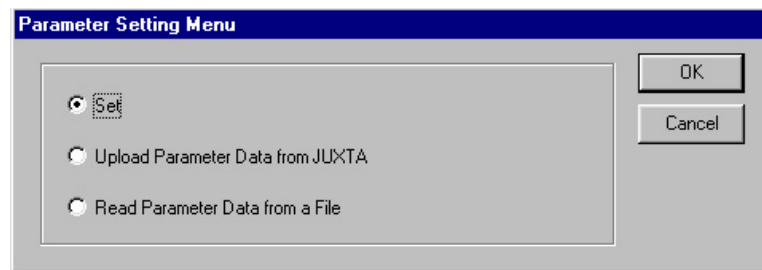 Parameter Setting Menu
OK
Set
Cancel
Upload Parameter Data from JUXTA
Read Parameter Data from a File